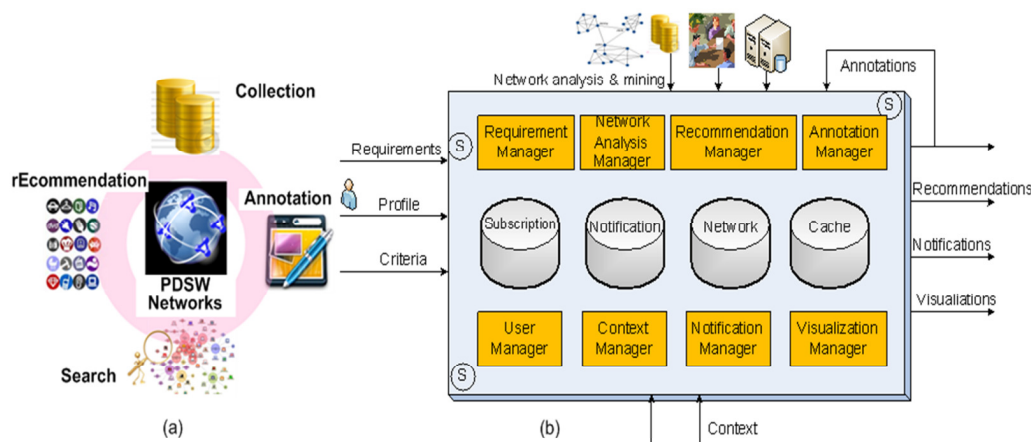 Collection
rEcommendation
Annotation
PDSW
Networks
Search
(a)
Network analysis & mining
Annotations
S
S
Requirement
Manager
Network
Analysis
Manager
Recommendation
Manager
Annotation
Manager
Requirements
Profile
Criteria
Subscription
Notification
Network
Cache
Recommendations
Notifications
Visualiations
User
Manager
Context
Manager
Notification
Manager
Visualization
Manager
S
(b)
Context